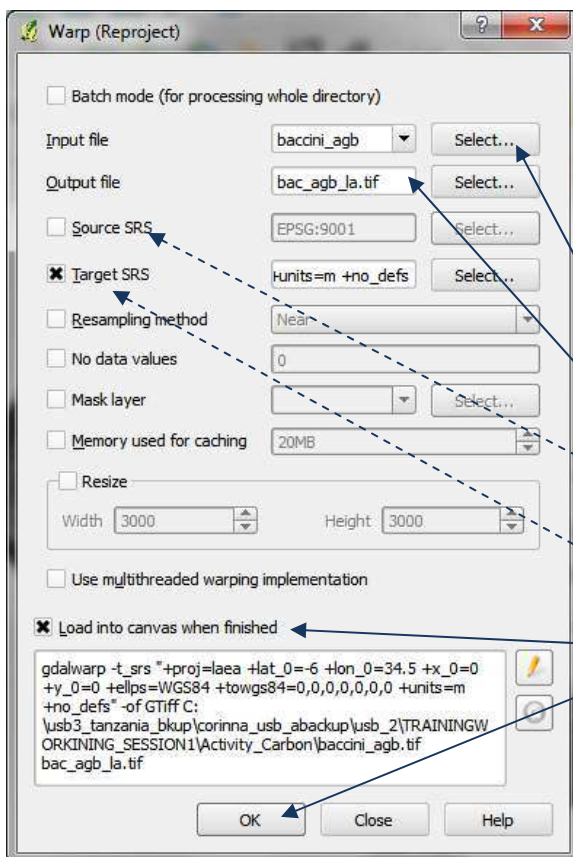 Warp (Reproject)
Batch mode (for processing whole directory)
Input file baccini_agb Select...
Output file bac_agb_la.tif Select...
Source SRS EPSG:9001 Select...
Target SRS +units=m +no_defs Select...
Resampling method Near
No data values 0
Mask layer Select...
Memory used for caching 20MB
Resize
Width 3000 Height 3000
Use multithreaded warping implementation
Load into canvas when finished
gdalwarp -t_srs "+proj=laea +lat_0=-6 +lon_0=34.5 +x_0=0
+y_0=0 +ellps=WGS84 +towgs84=0,0,0,0,0,0,0 +units=m
+no_defs" -of GTiff C:
\usb3_tanzania_bkup\corinna_usb_abackup\usb_2\TRAININGW
ORKINING_SESSION1\Activity_Carbon\baccini_agb.tif
bac_agb_la.tif
OK Close Help